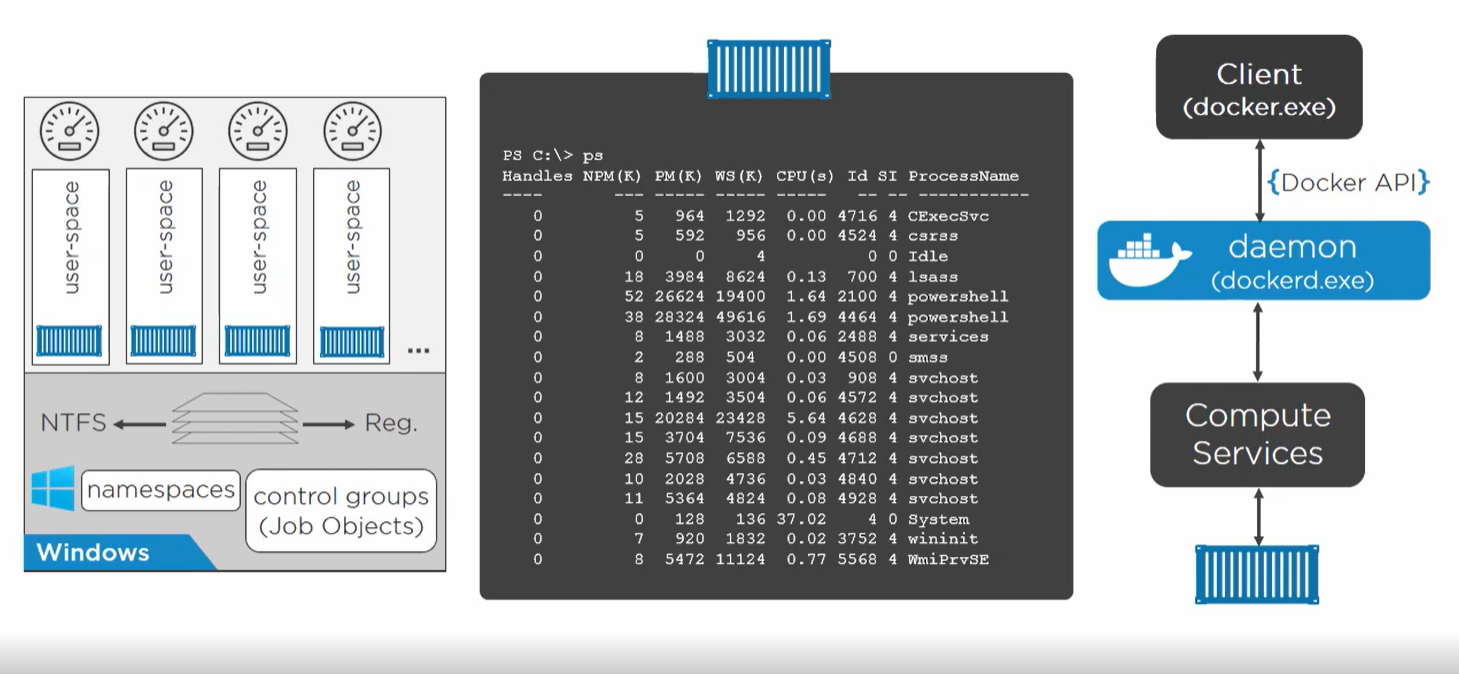 user-space
user-space
user-space
user-space
...
NTFS
Reg.
namespaces
control groups
(Job Objects)
Windows
PS C:\> ps
Handles NPM(K) PM(K) WS(K) CPU(s) Id SI ProcessName
---- --- ---- ----- ----- -- -- -----------
0 5 964 1292 0.00 4716 4 CExecSvc
0 5 592 956 0.00 4524 4 csrss
0 0 0 4 0 0 Idle
0 18 3984 8624 0.13 700 4 lsass
0 52 26624 19400 1.64 2100 4 powershell
0 38 28324 49616 1.69 4464 4 powershell
0 8 1488 3032 0.06 2488 4 services
0 2 288 504 0.00 4508 0 smss
0 8 1600 3004 0.03 908 4 svchost
0 12 1492 3504 0.06 4572 4 svchost
0 15 20284 23428 5.64 4628 4 svchost
0 15 3704 7536 0.09 4688 4 svchost
0 28 5708 6588 0.45 4712 4 svchost
0 10 2028 4736 0.03 4840 4 svchost
0 11 5364 4824 0.08 4928 4 svchost
0 0 128 136 37.02 4 0 System
0 7 920 1832 0.02 3752 4 wininit
0 8 5472 11124 0.77 5568 4 WmiPrvSE
Client
(docker.exe)
{Docker API}
daemon
(dockerd.exe)
Compute
Services